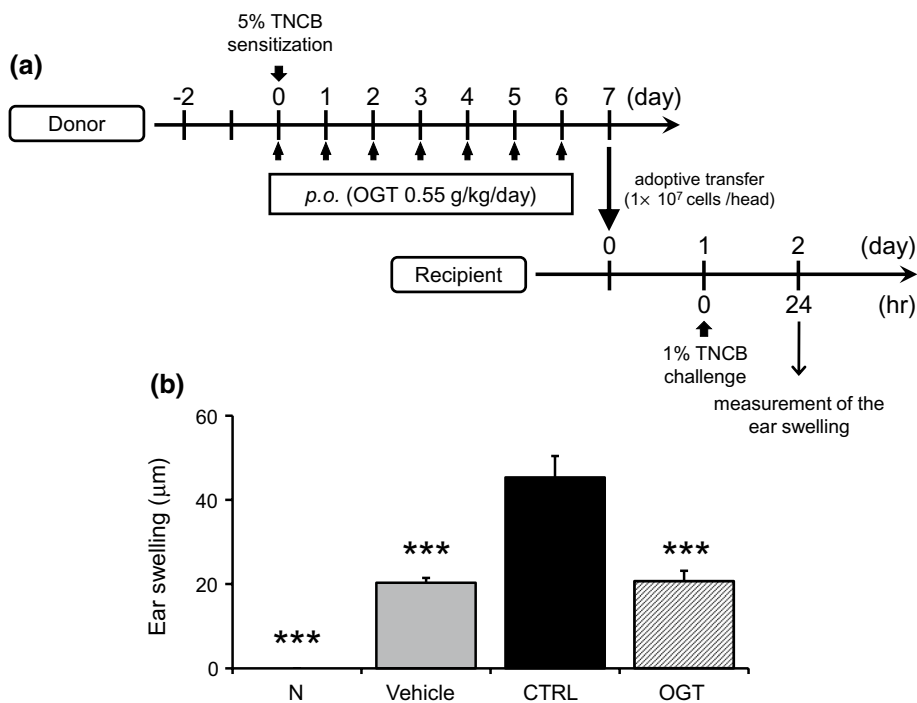 (a)
5% TNCB
sensitization
-2 0 1 2 3 4 5 6 7 (day)
Donor
p.o. (OGT 0.55 g/kg/day)
adoptive transfer
(1× 10⁷ cells /head)
0 1 2 (day)
Recipient
0 24 (hr)
1% TNCB
challenge
measurement of the
ear swelling
(b)
Ear swelling (μm)
60
40
20
0
***
***
***
N Vehicle CTRL OGT